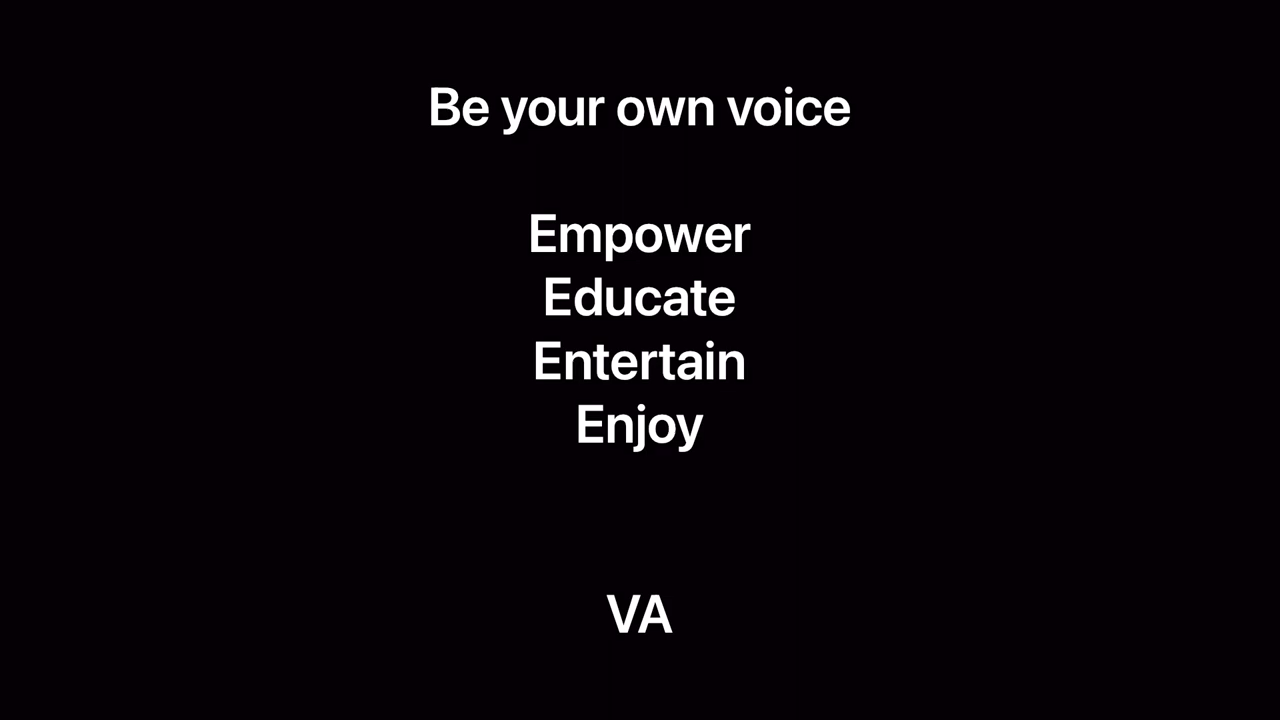 Be your own voice
Empower
Educate
Entertain
Enjoy
VA